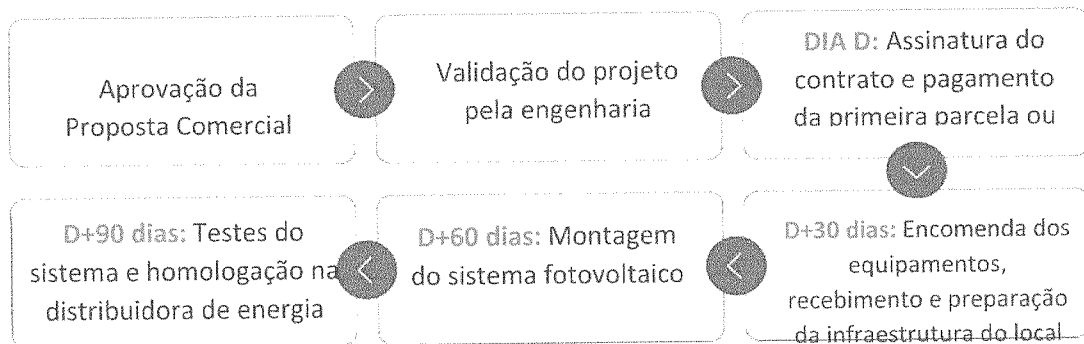 Aprovação da
Proposta Comercial
Validação do projeto
pela engenharia
DIA D: Assinatura do
contrato e pagamento
da primeira parcela ou
D+30 dias: Encomenda dos
equipamentos,
recebimento e preparação
da infraestrutura do local
D+60 dias: Montagem
do sistema fotovoltaico
D+90 dias: Testes do
sistema e homologação na
distribuidora de energia